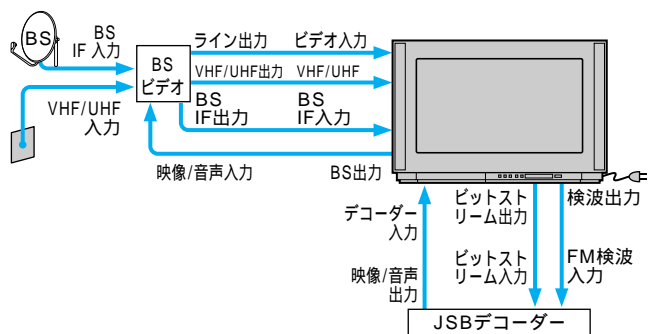 BS
BS
IF 入力
VHF/UHF
入力
BS
ビデオ
ライン出力
ビデオ入力
VHF/UHF出力
VHF/UHF
BS
IF出力
BS
IF入力
映像/音声入力
BS出力
デコーダー
入力
ビットスト
リーム出力
検波出力
映像/音声
出力
ビットスト
リーム入力
FM検波
入力
JSBデコーダー